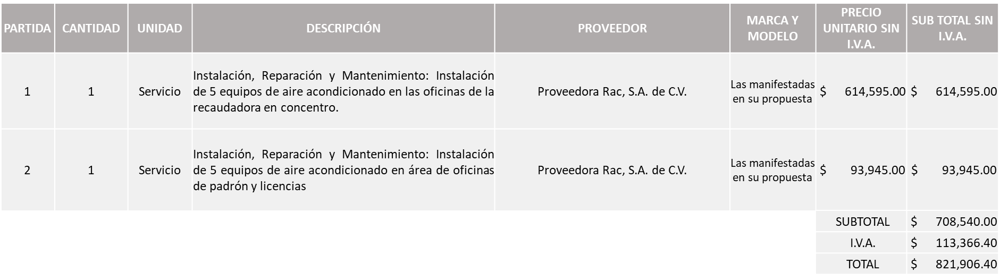 PARTIDA CANTIDAD UNIDAD DESCRIPCIÓN PROVEEDOR MARCA Y MODELO PRECIO UNITARIO SIN I.V.A. SUB TOTAL SIN I.V.A.
1 1 Servicio
Instalación, Reparación y Mantenimiento: Instalación
de 5 equipos de aire acondicionado en las oficinas de la
recaudadora en concentro.
Proveedora Rac, S.A. de C.V.
Las manifestadas
en su propuesta
$ 614,595.00 $ 614,595.00
2 1 Servicio
Instalación, Reparación y Mantenimiento: Instalación
de 5 equipos de aire acondicionado en área de oficinas
de padrón y licencias
Proveedora Rac, S.A. de C.V.
Las manifestadas
en su propuesta
$ 93,945.00 $ 93,945.00
SUBTOTAL $ 708,540.00
I.V.A. $ 113,366.40
TOTAL $ 821,906.40